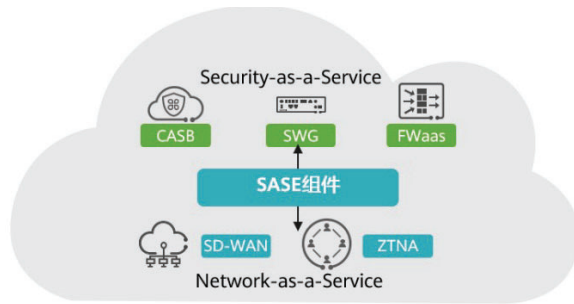 Security-as-a-Service
CASB
SWG
FWaas
SASE组件
SD-WAN
ZTNA
Network-as-a-Service